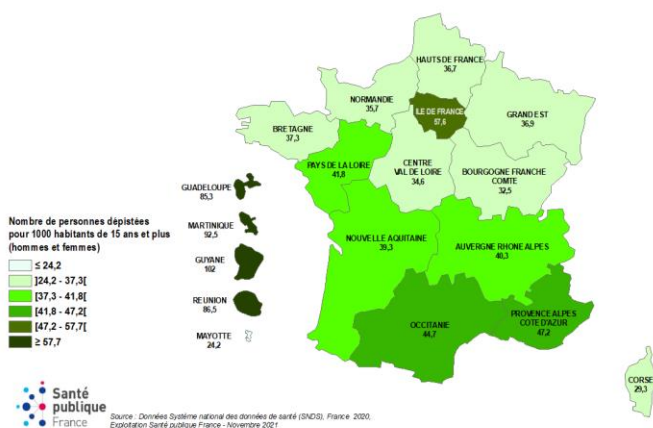 HAUTS DE FRANCE
36,7
NORMANDIE
35,7
ILE DE FRANCE
57,6
GRAND EST
36,9
BRETAGNE
37,3
PAYS DE LA LOIRE
41,8
CENTRE
VAL DE LOIRE
34,6
BOURGOGNE FRANCHE
COMTE
32,5
GUADELOUPE
85,3
MARTINIQUE
92,5
GUYANE
102
REUNION
86,5
MAYOTTE
24,2
NOUVELLE AQUITAINE
39,3
AUVERGNE RHONE ALPES
40,3
OCCITANIE
44,7
PROVENCE ALPES
COTE D'AZUR
47,2
CORSE
29,3
Nombre de personnes dépistées
pour 1000 habitants de 15 ans et plus
(hommes et femmes)
≤ 24,2
]24,2 - 37,3[
[37,3 - 41,8[
[41,8 - 47,2[
[47,2 - 57,7[
≥ 57,7
Santé
publique
France
Source : Données Système national des données de santé (SNDS), France 2020,
Exploitation Santé publique France - Novembre 2021